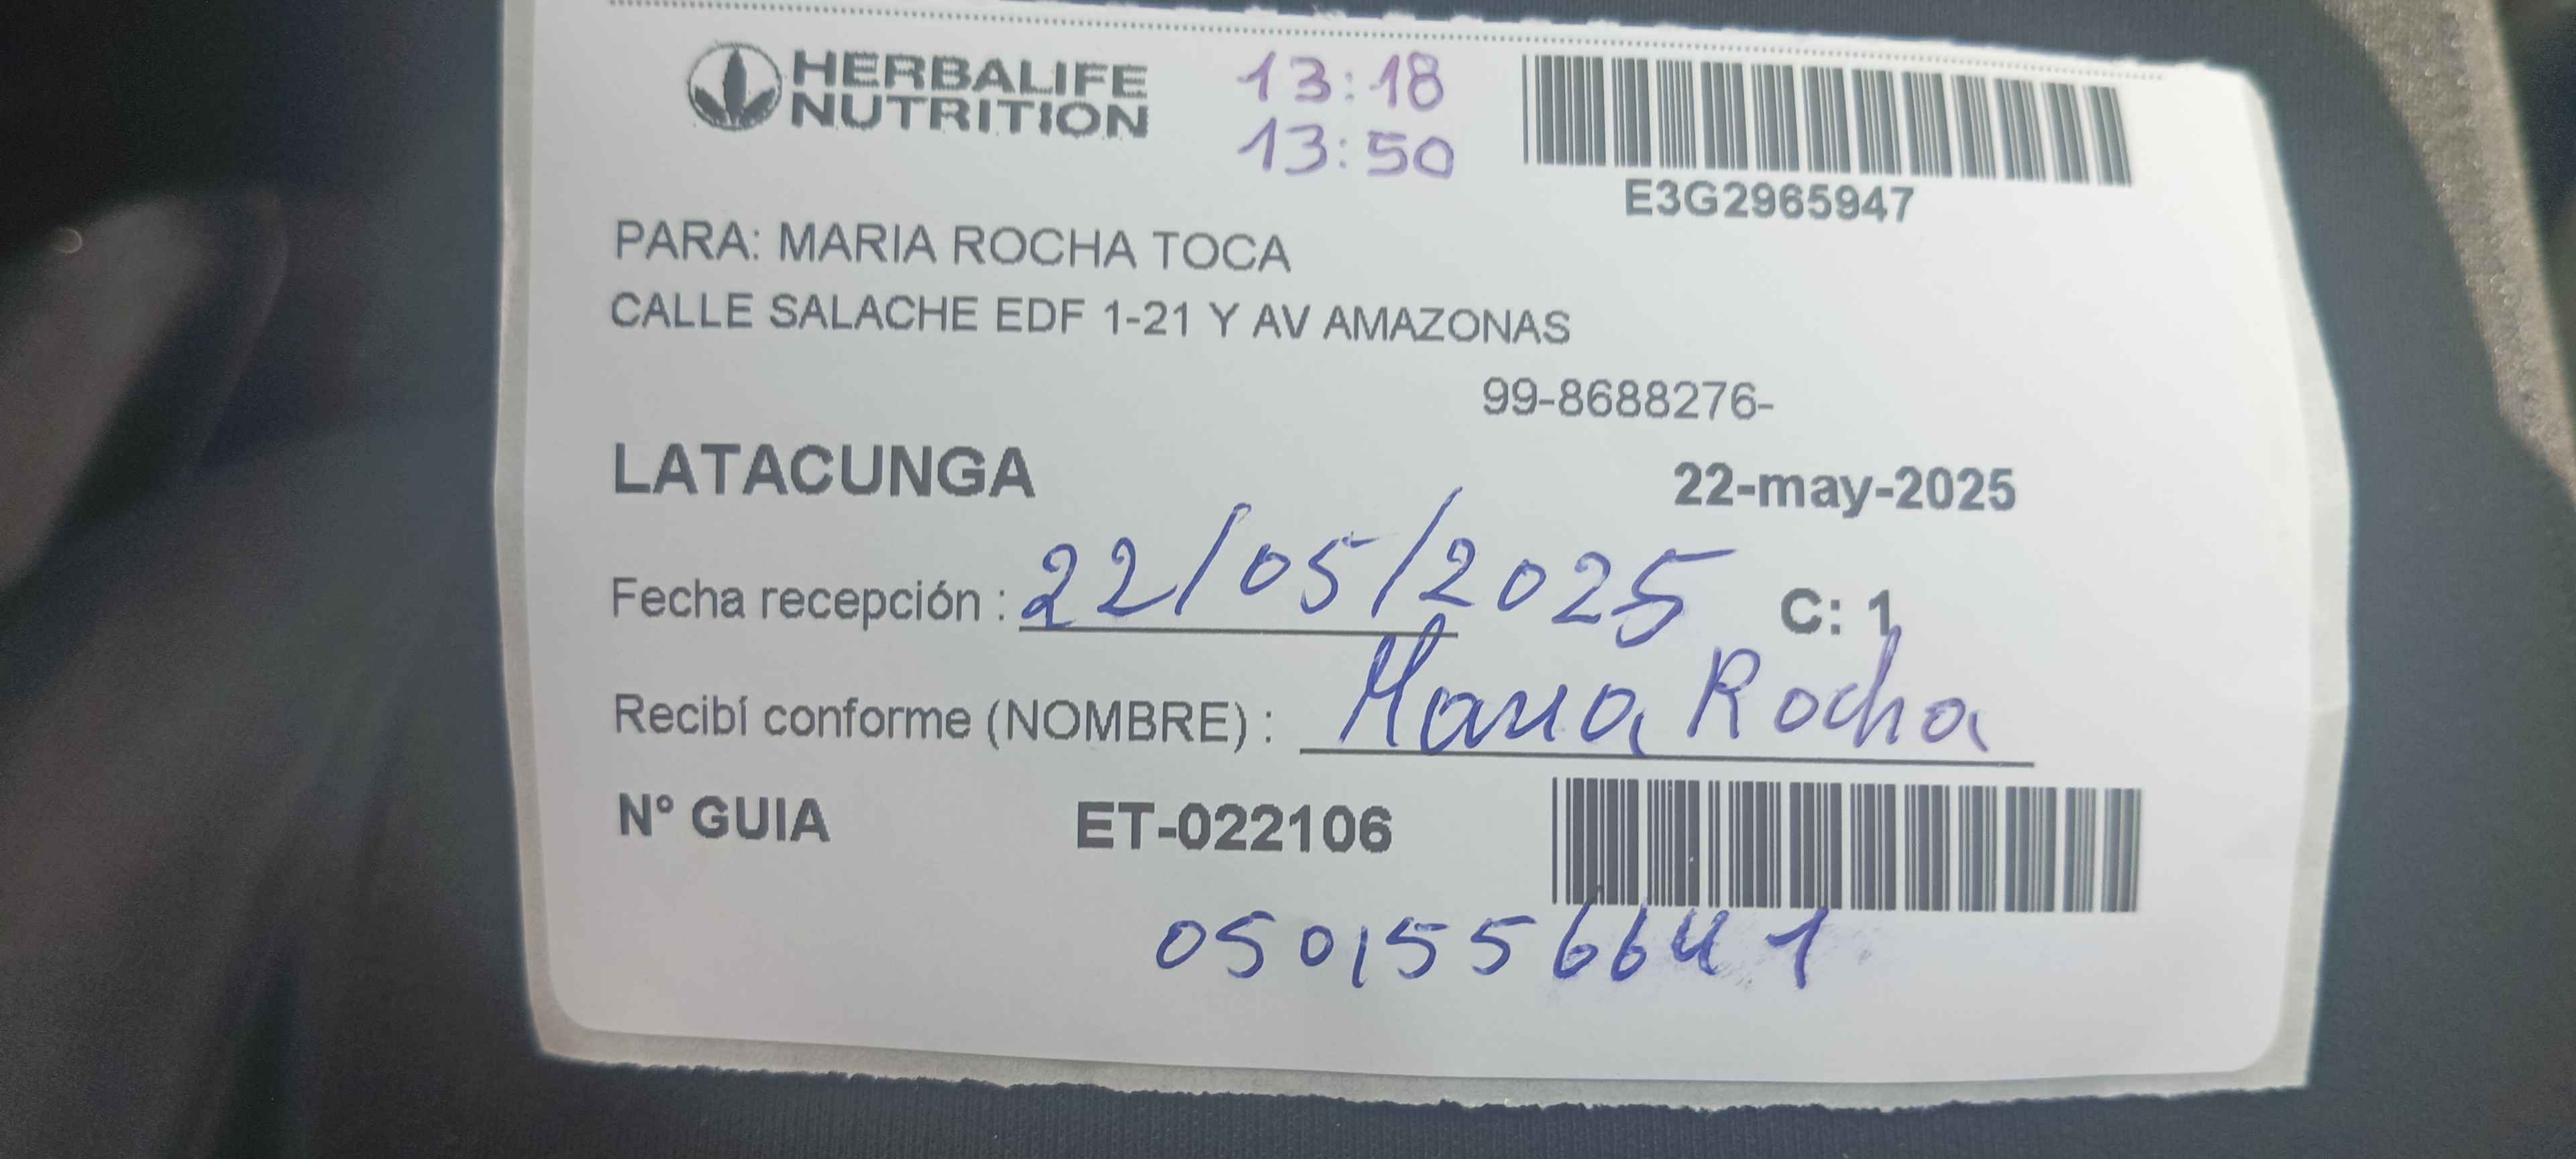 HERBALIFE
NUTRITION
13:18
13:50
E3G2965947
PARA: MARIA ROCHA TOCA
CALLE SALACHE EDF 1-21 Y AV AMAZONAS
99-8688276-
LATACUNGA
22-may-2025
Fecha recepción : 22/05/2025 C: 1
Recibí conforme (NOMBRE) : Maria Rocha
N° GUIA ET-022106
0501556641